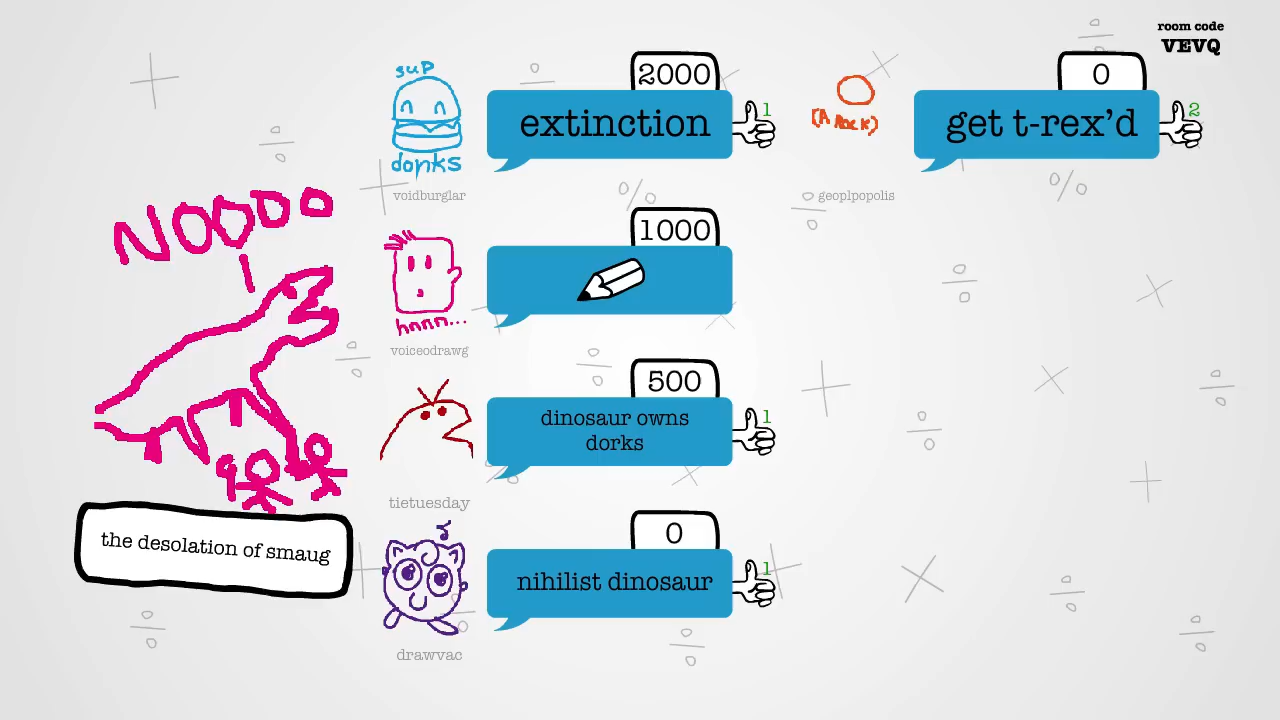 room code
VEVQ
sup
donks
voidburglar
2000
extinction
1
(A ROCK)
geoplpopolis
0
get t-rex'd
2
NOOOO
hnnn...
voiceodrawg
1000
tietuesday
500
dinosaur owns
dorks
1
the desolation of smaug
drawvac
0
nihilist dinosaur
1